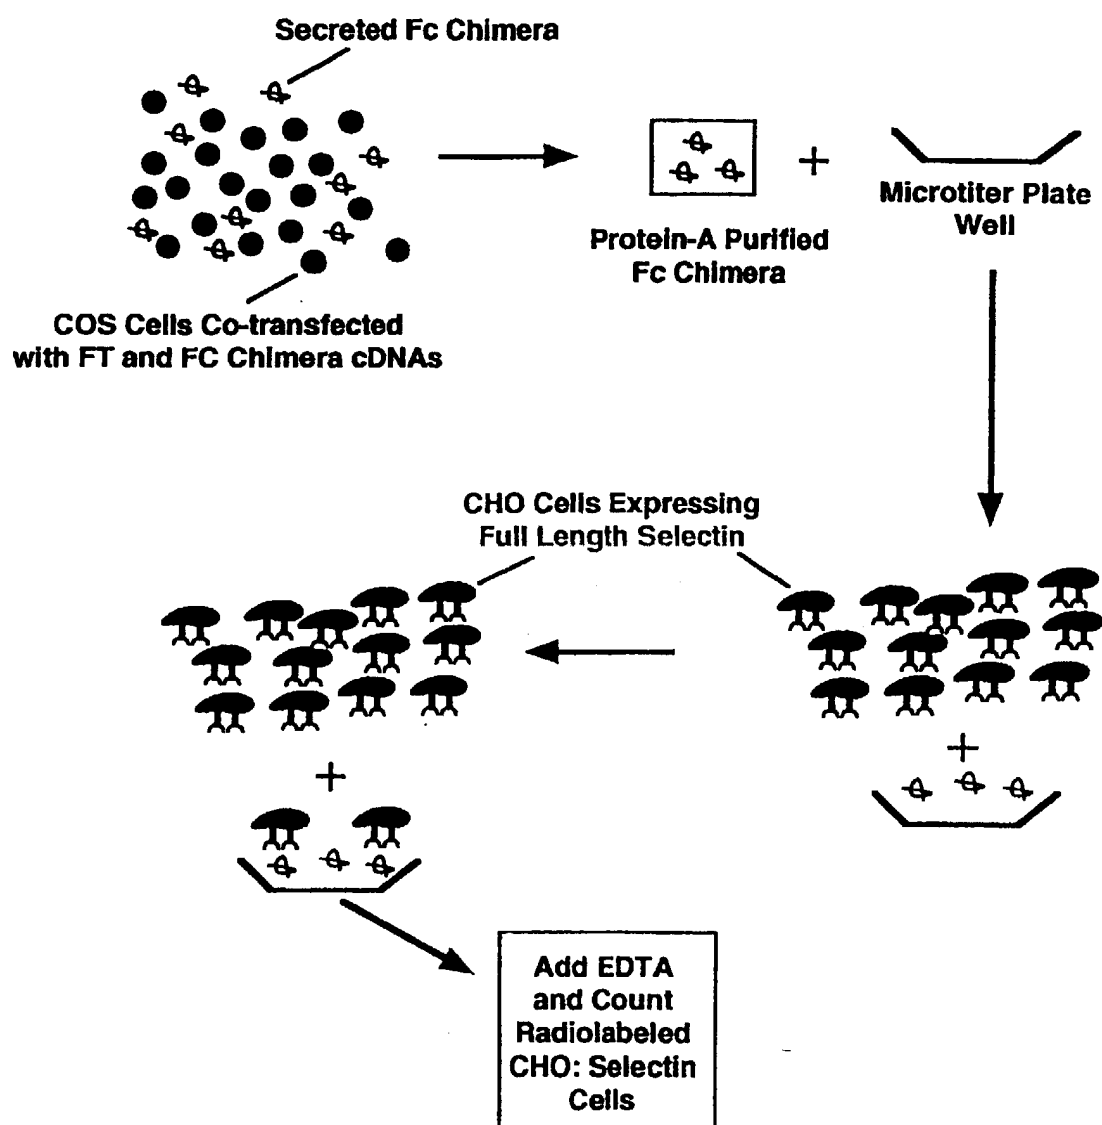 Secreted Fc Chimera
+
Microtiter Plate
Well
Protein-A Purified
Fc Chimera
COS Cells Co-transfected
with FT and FC Chimera cDNAs
CHO Cells Expressing
Full Length Selectin
+
+
Add EDTA
and Count
Radiolabeled
CHO: Selectin
Cells